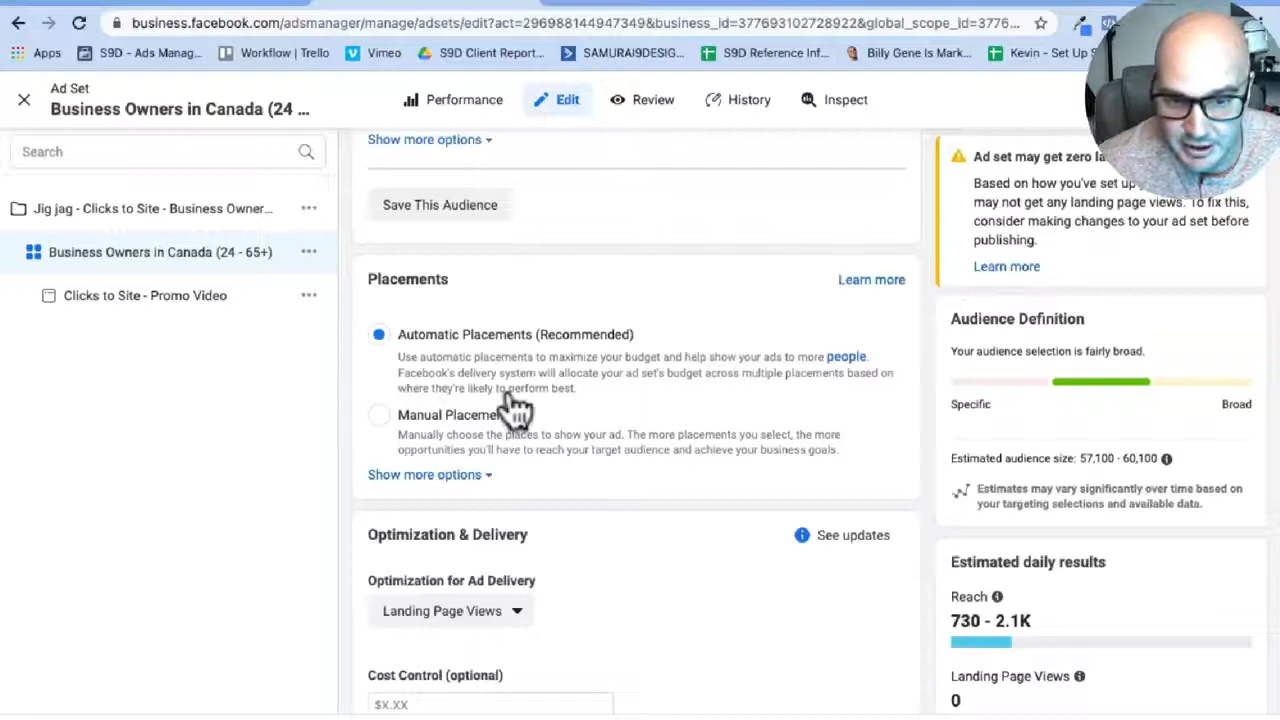 business.facebook.com/adsmanager/manage/adsets/edit?act=296988144947349&business_id=377693102728922&global_scope_id=3776...
Apps S9D - Ads Manag... Workflow | Trello Vimeo S9D Client Report... SAMURAI9DESIG... S9D Reference Inf... Billy Gene Is Mark... Kevin - Set Up S
Ad Set
Business Owners in Canada (24 ...
Performance Edit Review History Inspect
Search
Jig jag - Clicks to Site - Business Owner...
Business Owners in Canada (24 - 65+)
Clicks to Site - Promo Video
Show more options
Save This Audience
Placements
Learn more
Automatic Placements (Recommended)
Use automatic placements to maximize your budget and help show your ads to more people.
Facebook's delivery system will allocate your ad set's budget across multiple placements based on
where they're likely to perform best.
Manual Placeme
Manually choose the places to show your ad. The more placements you select, the more
opportunities you'll have to reach your target audience and achieve your business goals.
Show more options
Optimization & Delivery
See updates
Optimization for Ad Delivery
Landing Page Views
Cost Control (optional)
$X.XX
Ad set may get zero la
Based on how you've set up
may not get any landing page views. To fix this,
consider making changes to your ad set before
publishing.
Learn more
Audience Definition
Your audience selection is fairly broad.
Specific Broad
Estimated audience size: 57,100 - 60,100
Estimates may vary significantly over time based on
your targeting selections and available data.
Estimated daily results
Reach
730 - 2.1K
Landing Page Views
0